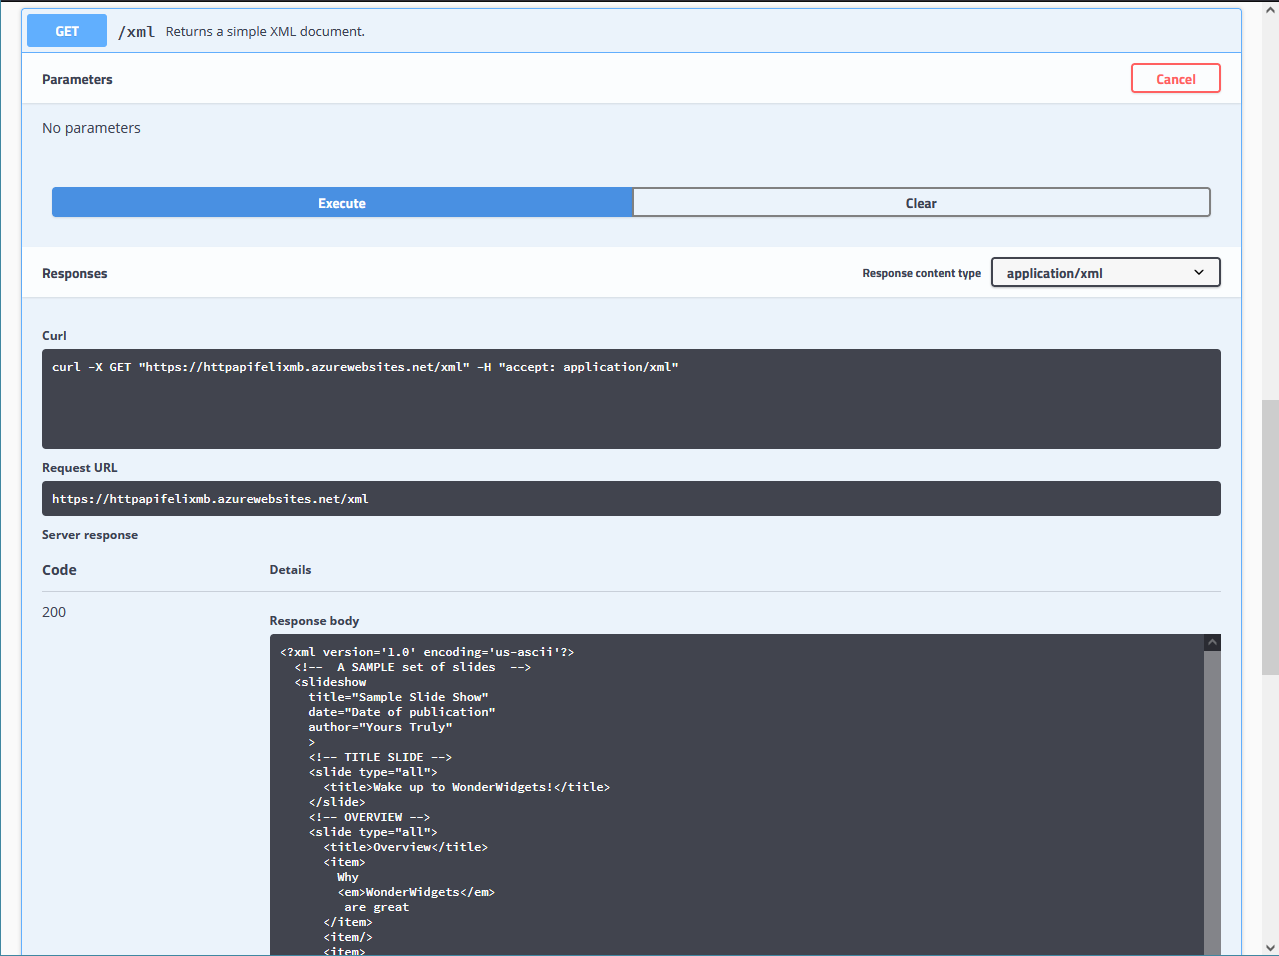 GET /xml Returns a simple XML document.
Parameters
Cancel
No parameters
Execute
Clear
Responses
Response content type
application/xml
Curl
curl -X GET "https://httpapifelixmb.azurewebsites.net/xml" -H "accept: application/xml"
Request URL
https://httpapifelixmb.azurewebsites.net/xml
Server response
Code
Details
200
Response body
<?xml version='1.0' encoding='us-ascii'?>
<!--  A SAMPLE set of slides  -->
<slideshow
title="Sample Slide Show"
date="Date of publication"
author="Yours Truly"
>
<!-- TITLE SLIDE -->
<slide type="all">
<title>Wake up to WonderWidgets!</title>
</slide>
<!-- OVERVIEW -->
<slide type="all">
<title>Overview</title>
<item>
Why
<em>WonderWidgets</em>
are great
</item>
<item/>
<item>